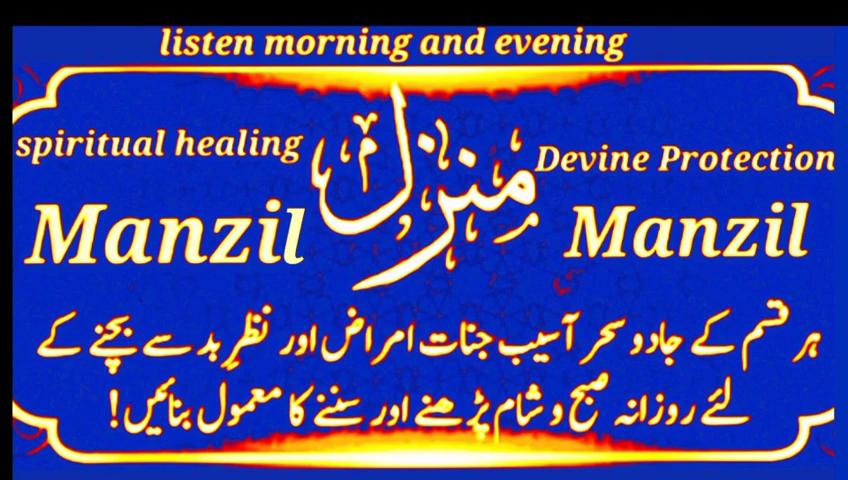 listen morning and evening
spiritual healing
منزل
Devine Protection
Manzil
Manzil
ہر قسم کے جادو سحر آسیب جنات امراض اور نظرِ بد سے بچنے کے
لئے روزانہ صبح و شام پڑھنے اور سننے کا معمول بنائیں!